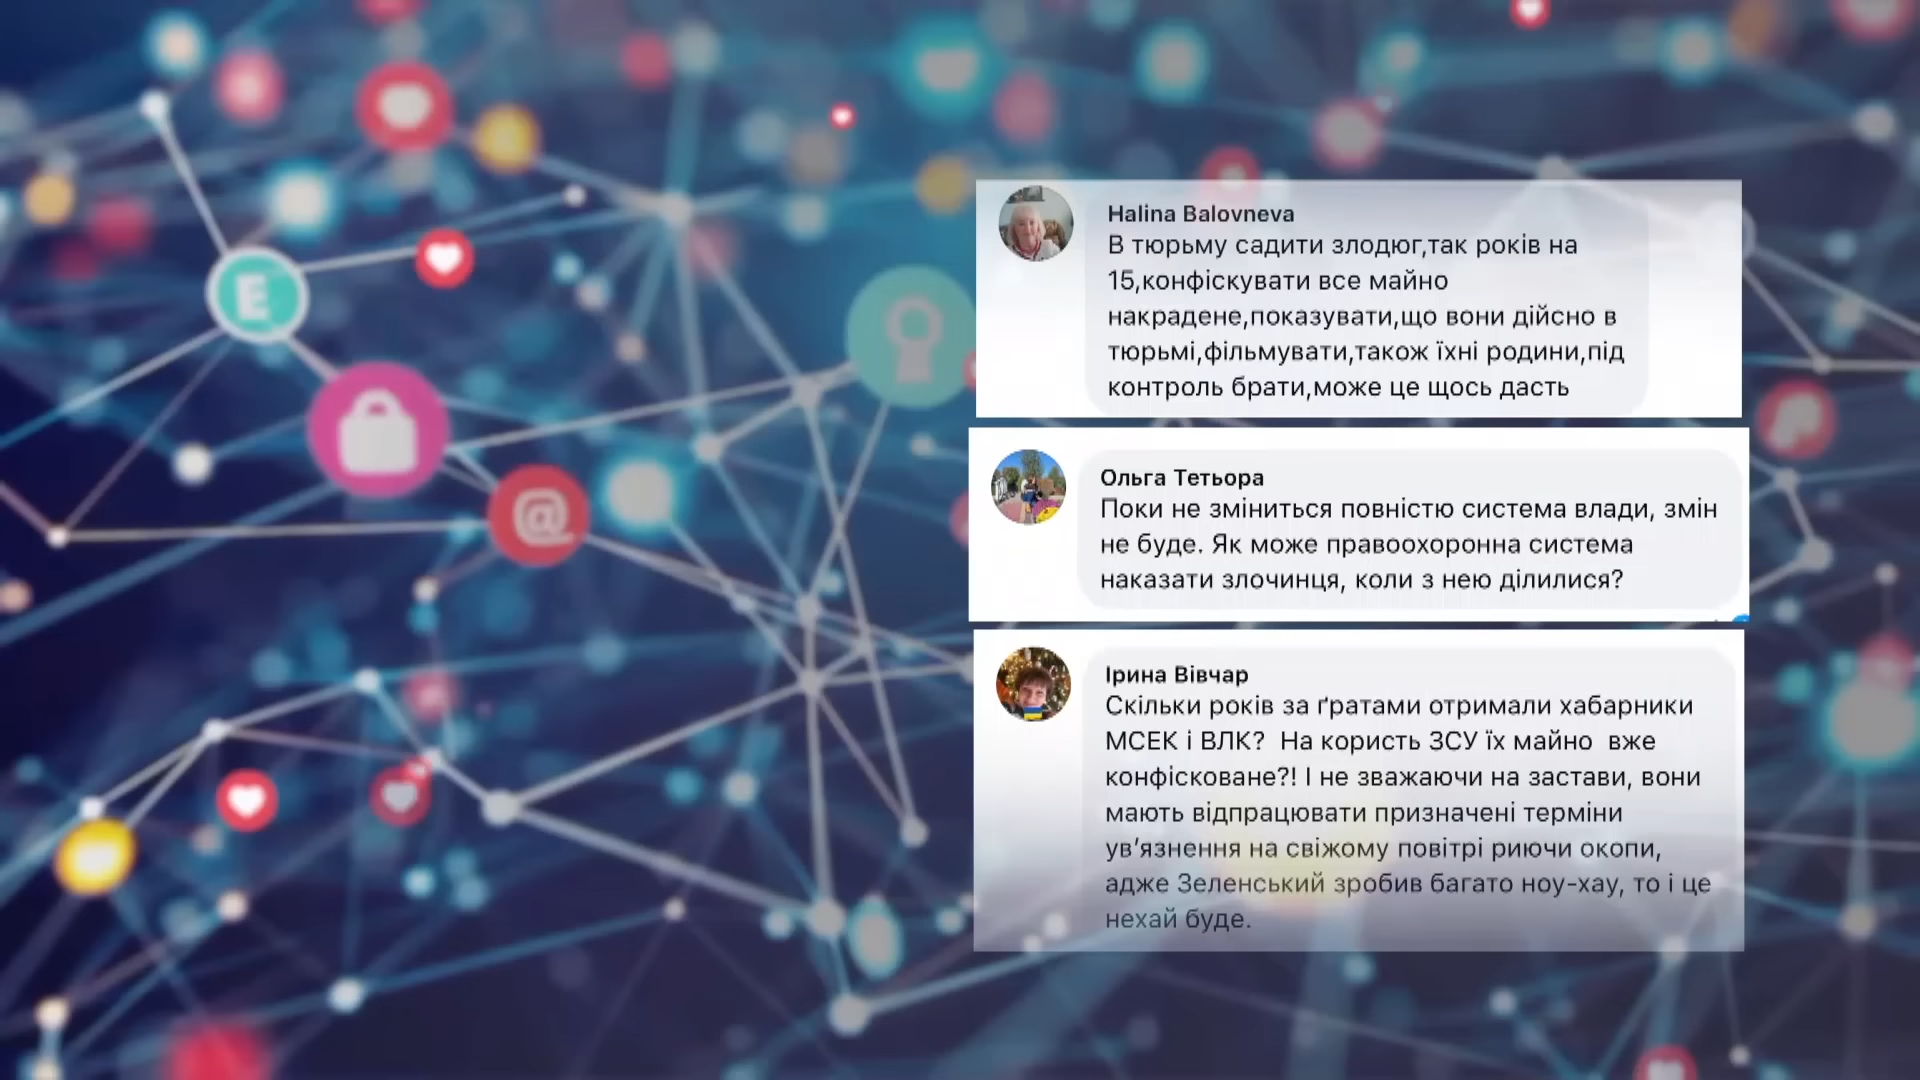 Halina Balovneva
В тюрьму садити злодюг,так років на
15,конфіскувати все майно
накрадене,показувати,що вони дійсно в
тюрьмі,фільмувати,також їхні родини,під
контроль брати,може це щось дасть
Ольга Тетьора
Поки не зміниться повністю система влади, змін
не буде. Як може правоохоронна система
наказати злочинця, коли з нею ділилися?
Ірина Вівчар
Скільки років за ґратами отримали хабарники
МСЕК і ВЛК? На користь ЗСУ їх майно вже
конфісковане?! І не зважаючи на застави, вони
мають відпрацювати призначені терміни
ув’язнення на свіжому повітрі риючи окопи,
адже Зеленський зробив багато ноу-хау, то і це
нехай буде.
E
@